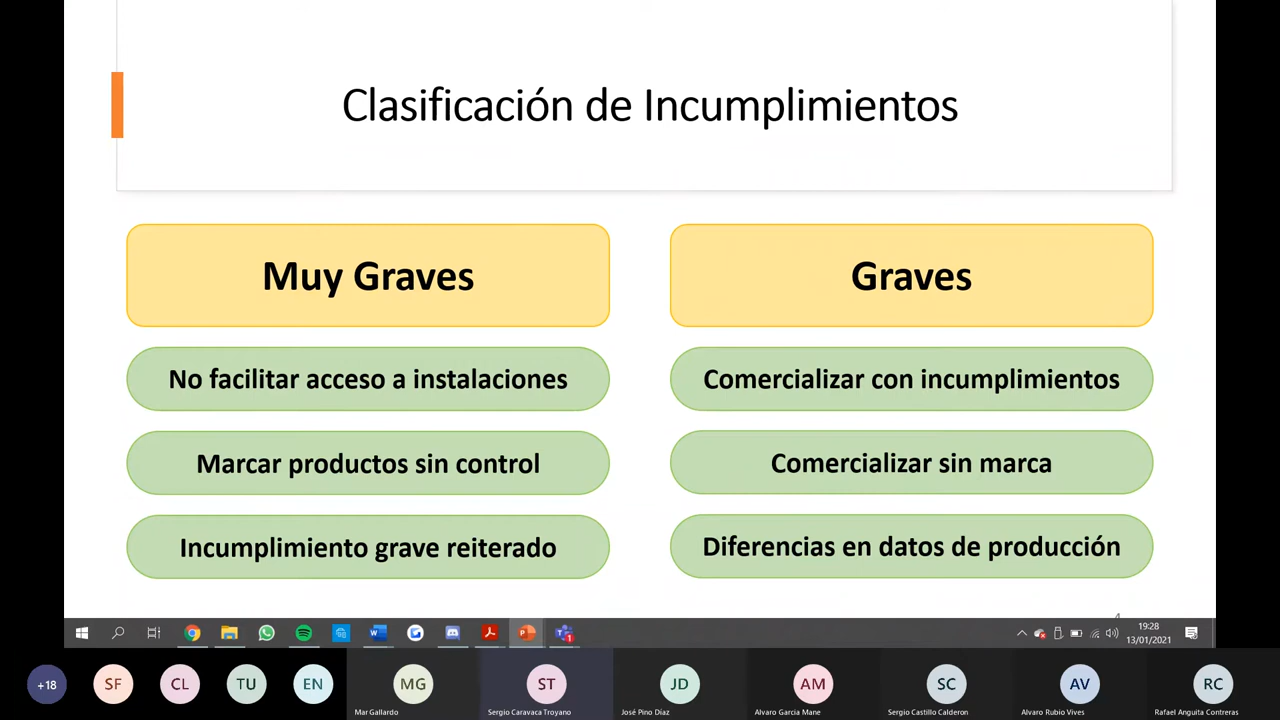 Clasificación de Incumplimientos
Muy Graves
Graves
No facilitar acceso a instalaciones
Comercializar con incumplimientos
Marcar productos sin control
Comercializar sin marca
Incumplimiento grave reiterado
Diferencias en datos de producción
4
19:28
13/01/2021
+18
SF
CL
TU
EN
MG
ST
JD
AM
SC
AV
RC
Mar Gallardo
Sergio Caravaca Troyano
José Pino Díaz
Alvaro Garcia Mane
Sergio Castillo Calderon
Alvaro Rubio Vives
Rafael Anguita Contreras